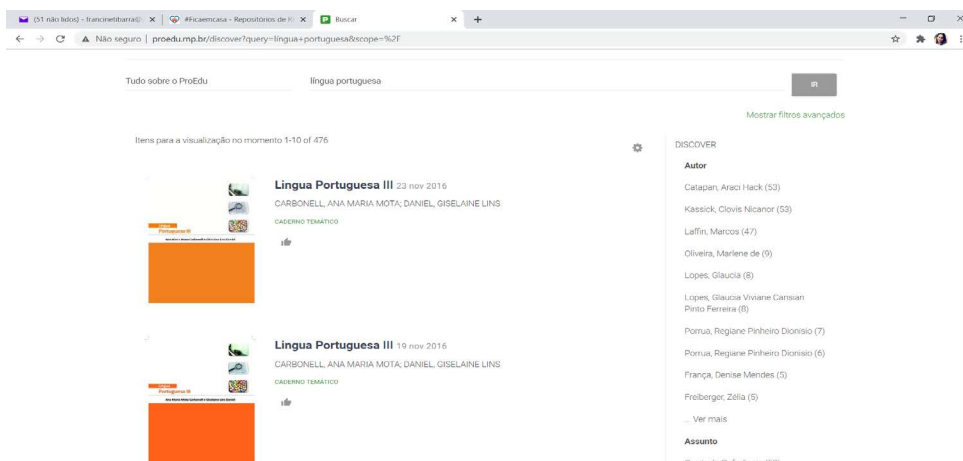 (51 não lidos) - francinetibarra@
#Ficaemcasa - Repositórios de R
Buscar
Não seguro | proedu.rnp.br/discover?query=língua+portuguesa&scope=%2F
Tudo sobre o ProEdu
língua portuguesa
IR
Mostrar filtros avançados
Itens para a visualização no momento 1-10 of 476
Lingua Portuguesa III 23 nov 2016
CARBONELL, ANA MARIA MOTA; DANIEL, GISELAINE LINS
CADERNO TEMÁTICO
Lingua Portuguesa III 19 nov 2016
CARBONELL, ANA MARIA MOTA; DANIEL, GISELAINE LINS
CADERNO TEMÁTICO
DISCOVER
Autor
Catapan, Araci Hack (53)
Kassick, Clovis Nicanor (53)
Laffin, Marcos (47)
Oliveira, Marlene de (9)
Lopes, Glaucia (8)
Lopes, Glaucia Viviane Cansian
Pinto Ferreira (8)
Porrua, Regiane Pinheiro Dionisio (7)
Porrua, Regiane Pinheiro Dionísio (6)
França, Denise Mendes (5)
Freiberger, Zélia (5)
... Ver mais
Assunto